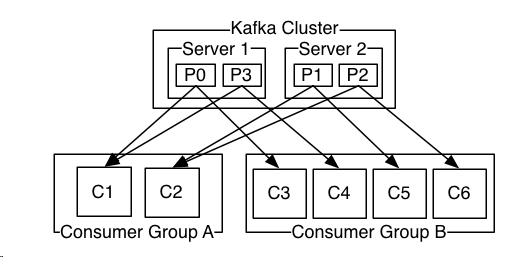 Kafka Cluster
Server 1 Server 2
P0 P3 P1 P2
C1 C2 C3 C4 C5 C6
Consumer Group A Consumer Group B